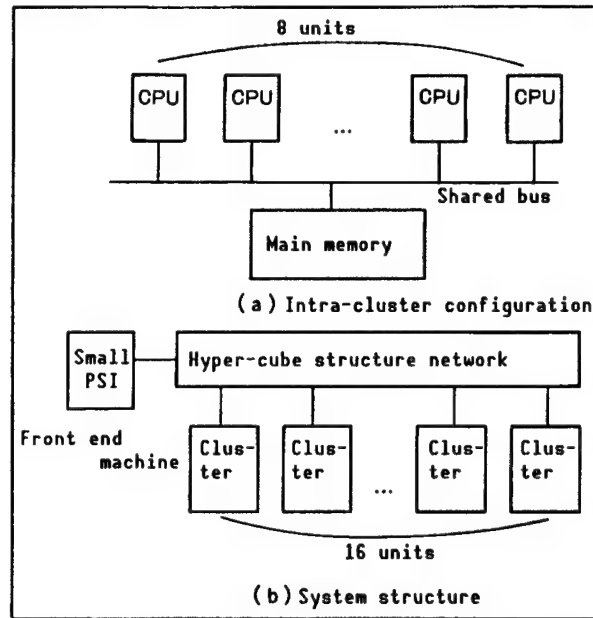 8 units
CPU CPU ... CPU CPU
Shared bus
Main memory
(a) Intra-cluster configuration
Small
PSI
Hyper-cube structure network
Front end
machine
Clus-
ter
Clus-
ter
...
Clus-
ter
Clus-
ter
16 units
(b) System structure